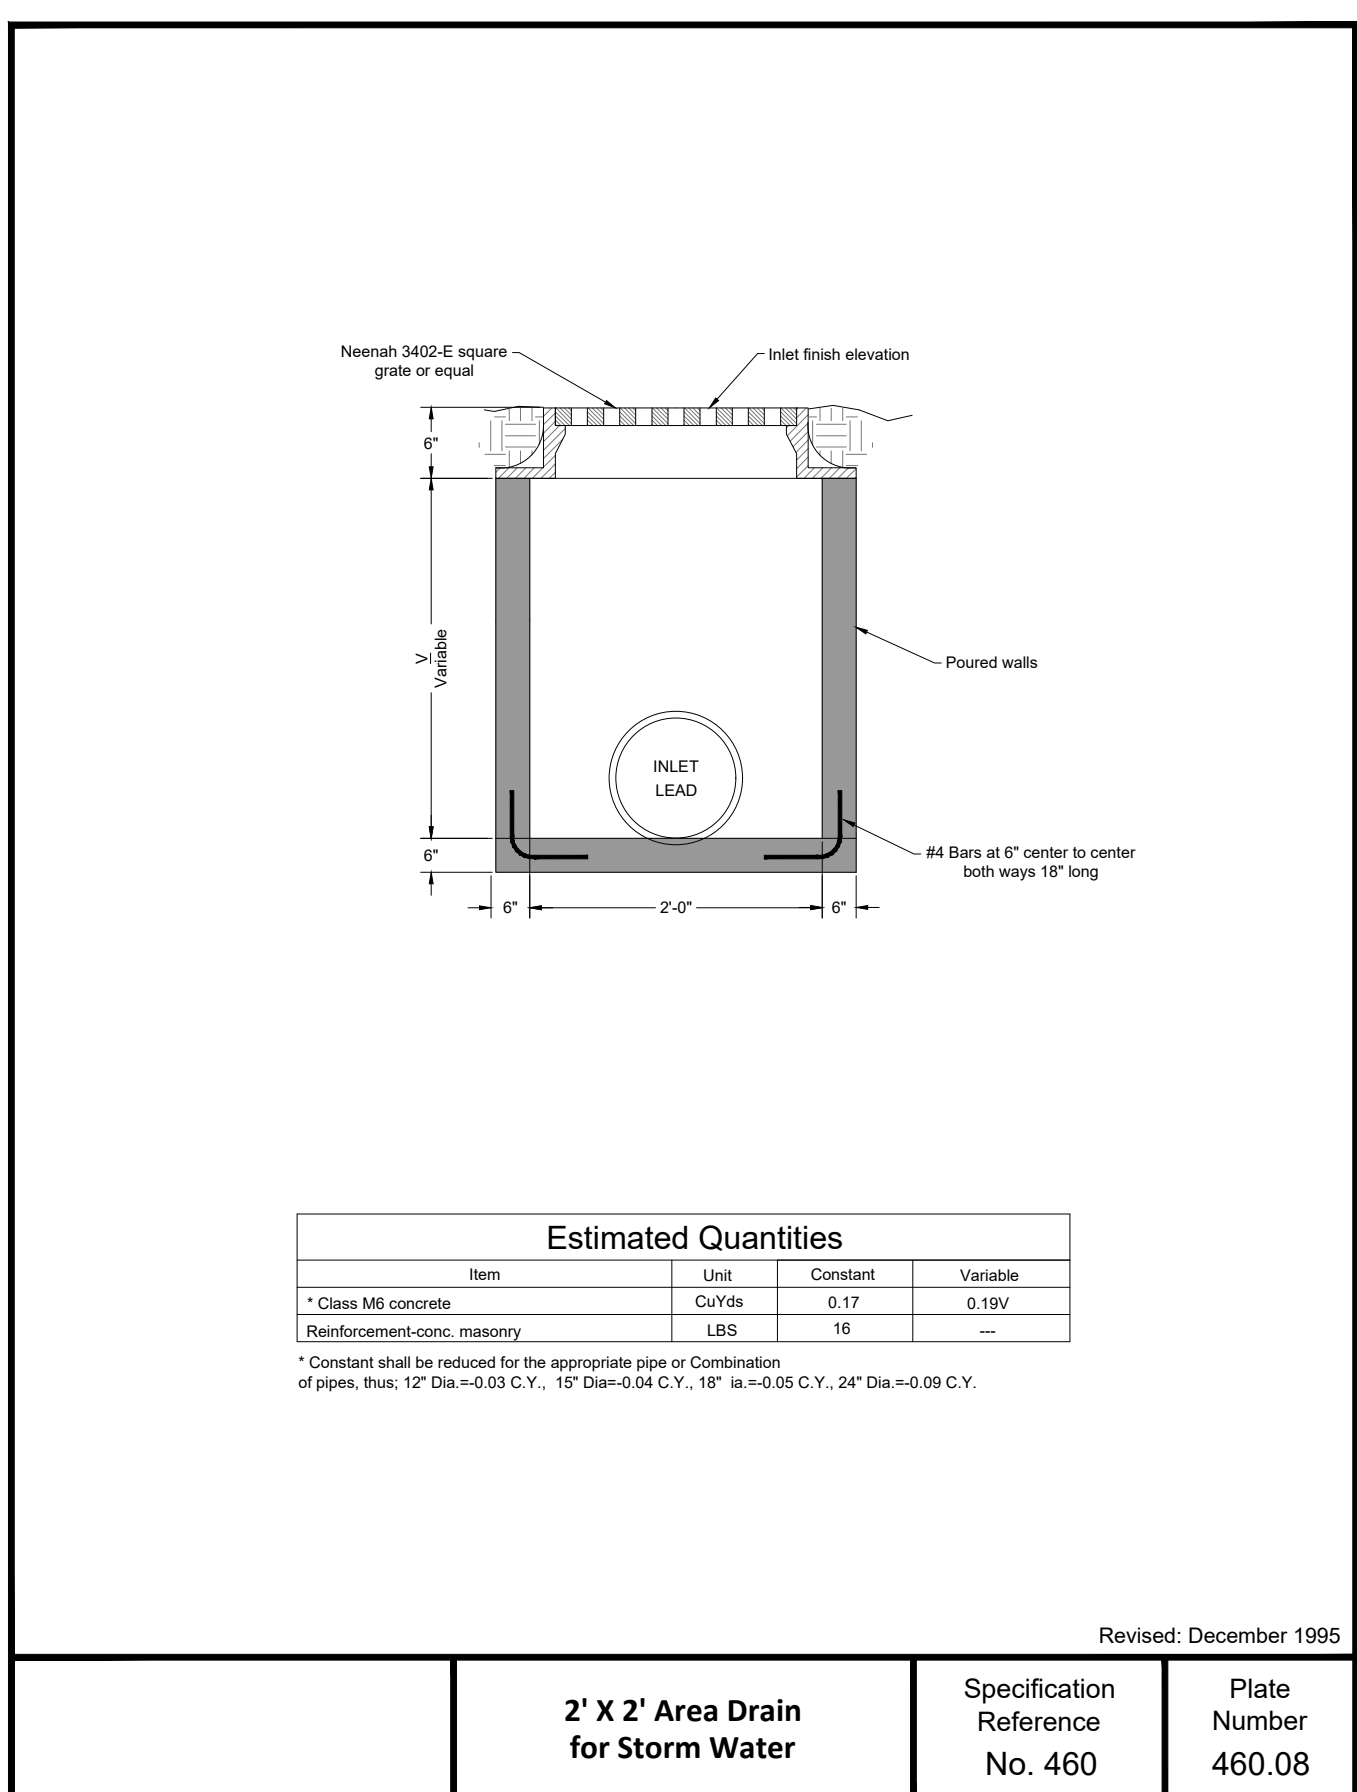 Neenah 3402-E square
grate or equal
Inlet finish elevation
6"
V
Variable
Poured walls
INLET
LEAD
6"
#4 Bars at 6" center to center
both ways 18" long
6" 2'-0" 6"
Estimated Quantities
Item Unit Constant Variable
* Class M6 concrete CuYds 0.17 0.19V
Reinforcement-conc. masonry LBS 16 ---
* Constant shall be reduced for the appropriate pipe or Combination
of pipes, thus; 12" Dia.=-0.03 C.Y., 15" Dia=-0.04 C.Y., 18" ia.=-0.05 C.Y., 24" Dia.=-0.09 C.Y.
Revised: December 1995
2' X 2' Area Drain
for Storm Water
Specification
Reference
No. 460
Plate
Number
460.08